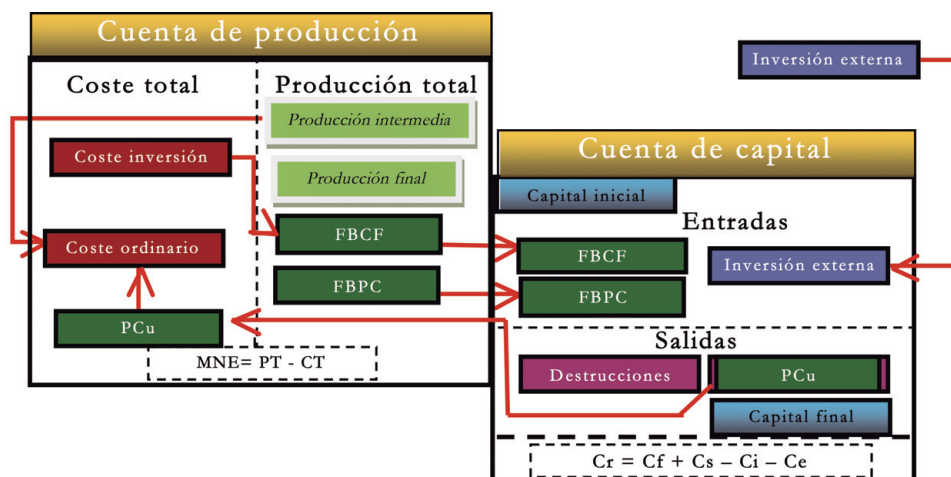 Cuenta de producción
Coste total
Producción total
Producción intermedia
Coste inversión
Producción final
FBCF
Coste ordinario
FBPC
PCu
MNE= PT - CT
Inversión externa
Cuenta de capital
Capital inicial
Entradas
FBCF
Inversión externa
FBPC
Salidas
Destrucciones
PCu
Capital final
Cr = Cf + Cs – Ci – Ce